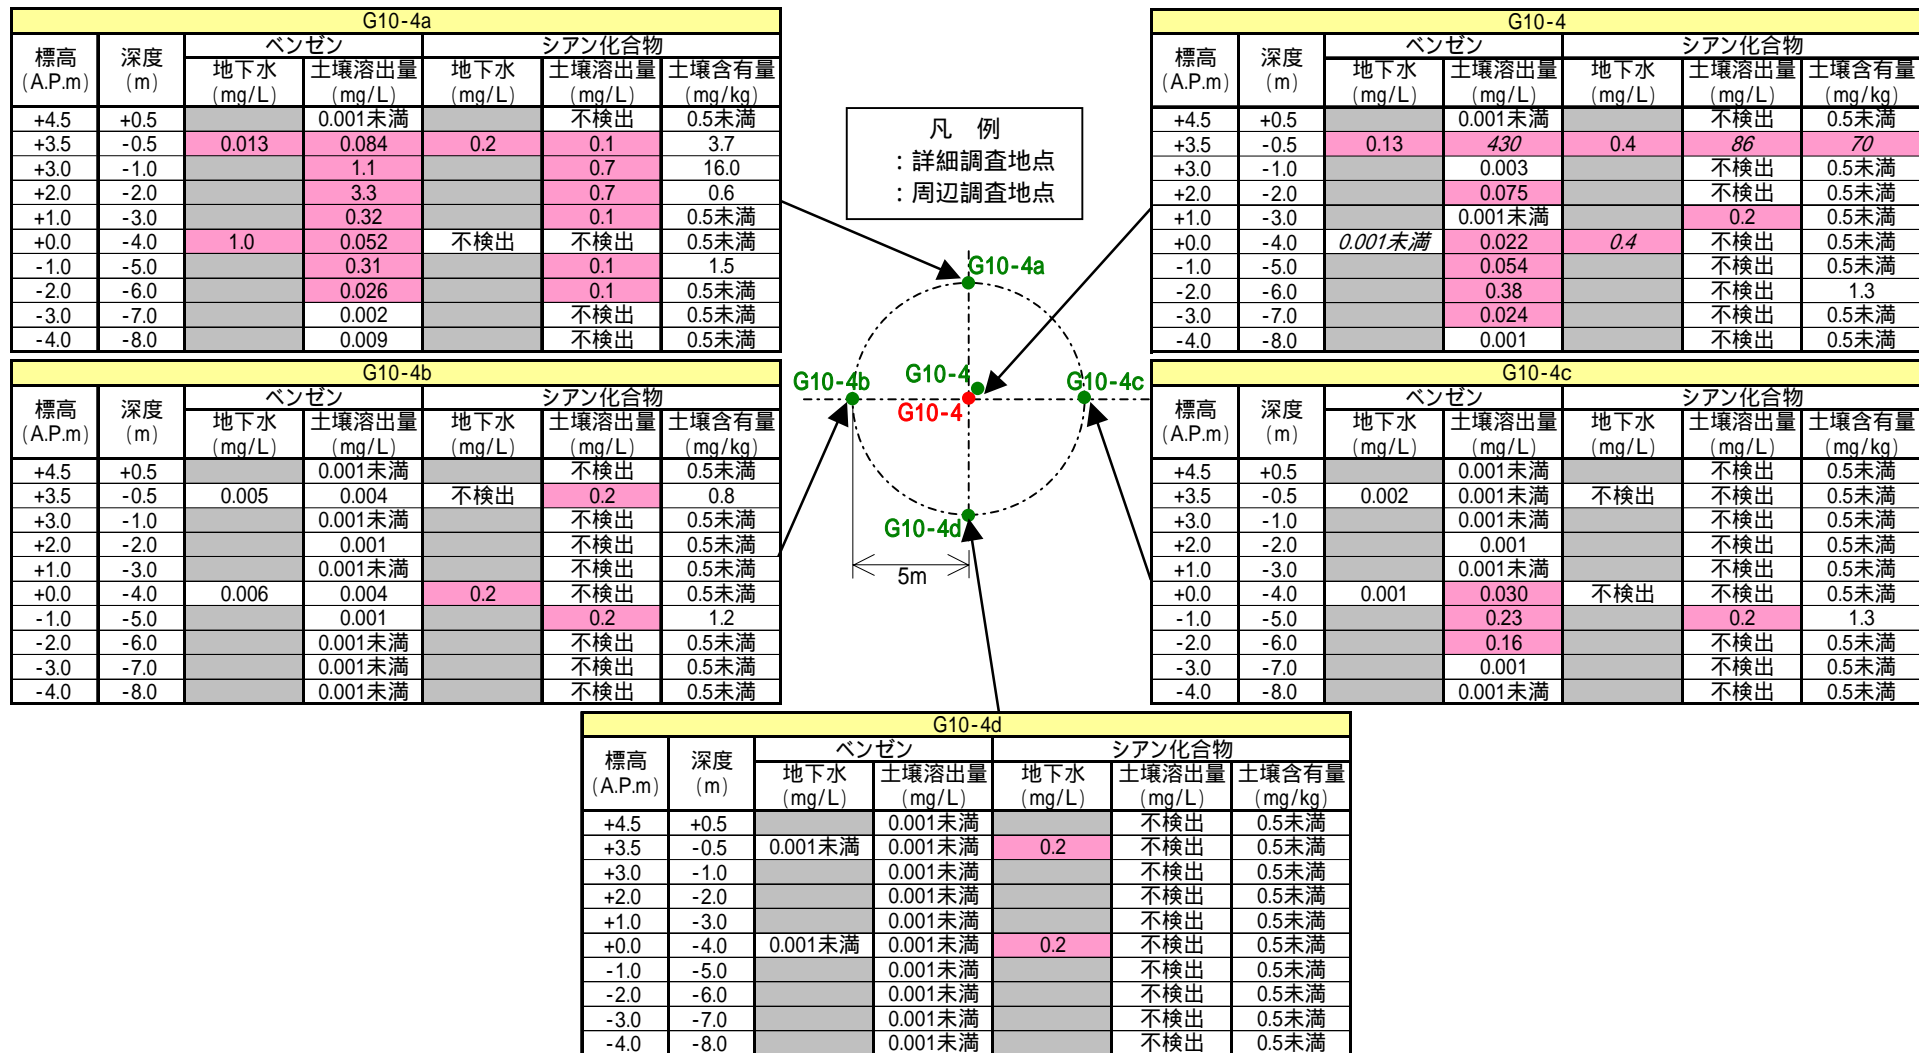 G10-4a
標高 深度 ベンゼン シアン化合物
(A.P.m) (m) 地下水 土壌溶出量 地下水 土壌溶出量 土壌含有量
(mg/L) (mg/L) (mg/L) (mg/L) (mg/kg)
+4.5 +0.5 0.001未満 不検出 0.5未満
+3.5 -0.5 0.013 0.084 0.2 0.1 3.7
+3.0 -1.0 1.1 0.7 16.0
+2.0 -2.0 3.3 0.7 0.6
+1.0 -3.0 0.32 0.1 0.5未満
+0.0 -4.0 1.0 0.052 不検出 不検出 0.5未満
-1.0 -5.0 0.31 0.1 1.5
-2.0 -6.0 0.026 0.1 0.5未満
-3.0 -7.0 0.002 不検出 0.5未満
-4.0 -8.0 0.009 不検出 0.5未満
凡 例
：詳細調査地点
：周辺調査地点
G10-4
標高 深度 ベンゼン シアン化合物
(A.P.m) (m) 地下水 土壌溶出量 地下水 土壌溶出量 土壌含有量
(mg/L) (mg/L) (mg/L) (mg/L) (mg/kg)
+4.5 +0.5 0.001未満 不検出 0.5未満
+3.5 -0.5 0.13 430 0.4 86 70
+3.0 -1.0 0.003 不検出 0.5未満
+2.0 -2.0 0.075 不検出 0.5未満
+1.0 -3.0 0.001未満 0.2 0.5未満
+0.0 -4.0 0.001未満 0.022 0.4 不検出 0.5未満
-1.0 -5.0 0.054 不検出 0.5未満
-2.0 -6.0 0.38 不検出 1.3
-3.0 -7.0 0.024 不検出 0.5未満
-4.0 -8.0 0.001 不検出 0.5未満
G10-4a
G10-4b
G10-4
G10-4c
G10-4
G10-4d
5m
G10-4b
標高 深度 ベンゼン シアン化合物
(A.P.m) (m) 地下水 土壌溶出量 地下水 土壌溶出量 土壌含有量
(mg/L) (mg/L) (mg/L) (mg/L) (mg/kg)
+4.5 +0.5 0.001未満 不検出 0.5未満
+3.5 -0.5 0.005 0.004 不検出 0.2 0.8
+3.0 -1.0 0.001未満 不検出 0.5未満
+2.0 -2.0 0.001 不検出 0.5未満
+1.0 -3.0 0.001未満 不検出 0.5未満
+0.0 -4.0 0.006 0.004 0.2 不検出 0.5未満
-1.0 -5.0 0.001 0.2 1.2
-2.0 -6.0 0.001未満 不検出 0.5未満
-3.0 -7.0 0.001未満 不検出 0.5未満
-4.0 -8.0 0.001未満 不検出 0.5未満
G10-4c
標高 深度 ベンゼン シアン化合物
(A.P.m) (m) 地下水 土壌溶出量 地下水 土壌溶出量 土壌含有量
(mg/L) (mg/L) (mg/L) (mg/L) (mg/kg)
+4.5 +0.5 0.001未満 不検出 0.5未満
+3.5 -0.5 0.002 0.001未満 不検出 不検出 0.5未満
+3.0 -1.0 0.001未満 不検出 0.5未満
+2.0 -2.0 0.001 不検出 0.5未満
+1.0 -3.0 0.001未満 不検出 0.5未満
+0.0 -4.0 0.001 0.030 不検出 不検出 0.5未満
-1.0 -5.0 0.23 0.2 1.3
-2.0 -6.0 0.16 不検出 0.5未満
-3.0 -7.0 0.001 不検出 0.5未満
-4.0 -8.0 0.001未満 不検出 0.5未満
G10-4d
標高 深度 ベンゼン シアン化合物
(A.P.m) (m) 地下水 土壌溶出量 地下水 土壌溶出量 土壌含有量
(mg/L) (mg/L) (mg/L) (mg/L) (mg/kg)
+4.5 +0.5 0.001未満 不検出 0.5未満
+3.5 -0.5 0.001未満 0.001未満 0.2 不検出 0.5未満
+3.0 -1.0 0.001未満 不検出 0.5未満
+2.0 -2.0 0.001未満 不検出 0.5未満
+1.0 -3.0 0.001未満 不検出 0.5未満
+0.0 -4.0 0.001未満 0.001未満 0.2 不検出 0.5未満
-1.0 -5.0 0.001未満 不検出 0.5未満
-2.0 -6.0 0.001未満 不検出 0.5未満
-3.0 -7.0 0.001未満 不検出 0.5未満
-4.0 -8.0 0.001未満 不検出 0.5未満